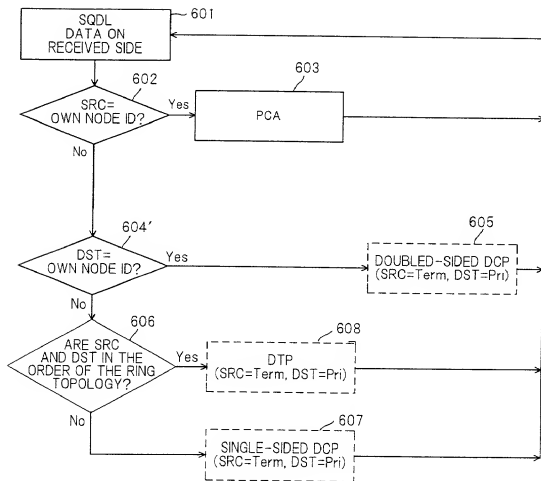 SQDL
DATA ON
RECEIVED SIDE
601
602
SRC=
OWN NODE ID?
Yes
No
603
PCA
604'
DST=
OWN NODE ID?
Yes
No
605
DOUBLED-SIDED DCP
(SRC=Term, DST=Pri)
606
ARE SRC
AND DST IN THE
ORDER OF THE RING
TOPOLOGY?
Yes
No
608
DTP
(SRC=Term, DST=Pri)
607
SINGLE-SIDED DCP
(SRC=Term, DST=Pri)